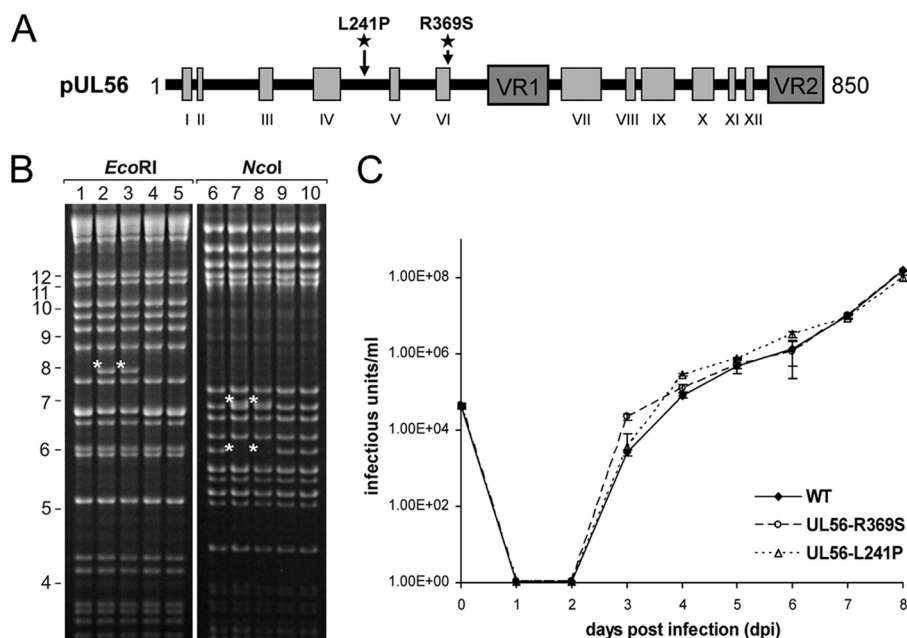 A
L241P R369S
pUL56 1 VR1 VR2 850
I II III IV V VI VII VIII IX X XI XII
B
EcoRI NcoI
1 2 3 4 5 6 7 8 9 10
* *
* *
* *
12
11
10
9
8
7
6
5
4
C
infectious units/ml
1.00E+08
1.00E+06
1.00E+04
1.00E+02
1.00E+00
WT
UL56-R369S
UL56-L241P
0 1 2 3 4 5 6 7 8
days post infection (dpi)